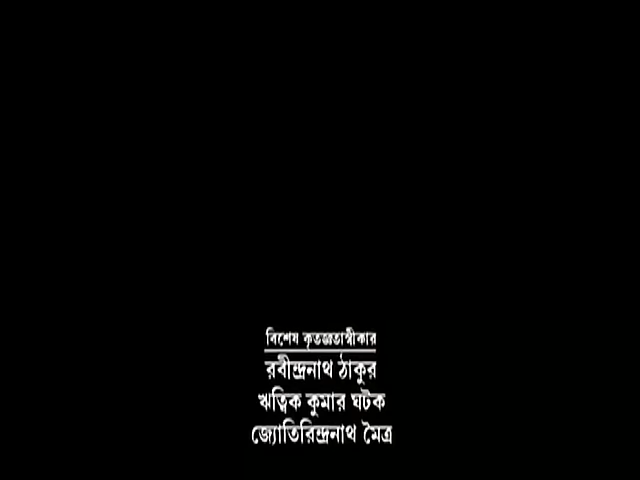 বিশেষ কৃতজ্ঞতাস্বীকার
রবীন্দ্রনাথ ঠাকুর
ঋত্বিক কুমার ঘটক
জ্যোতিরিন্দ্রনাথ মৈত্র